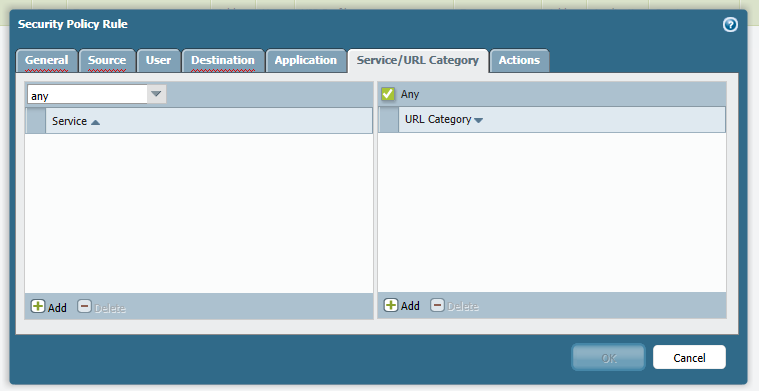 Security Policy Rule
General Source User Destination Application Service/URL Category Actions
any Any
Service URL Category
Add Delete Add Delete
OK Cancel